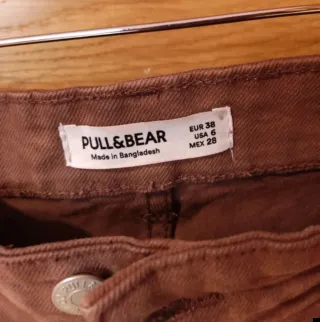 PULL&BEAR
Made in Bangladesh
EUR 38
USA 6
MEX 28